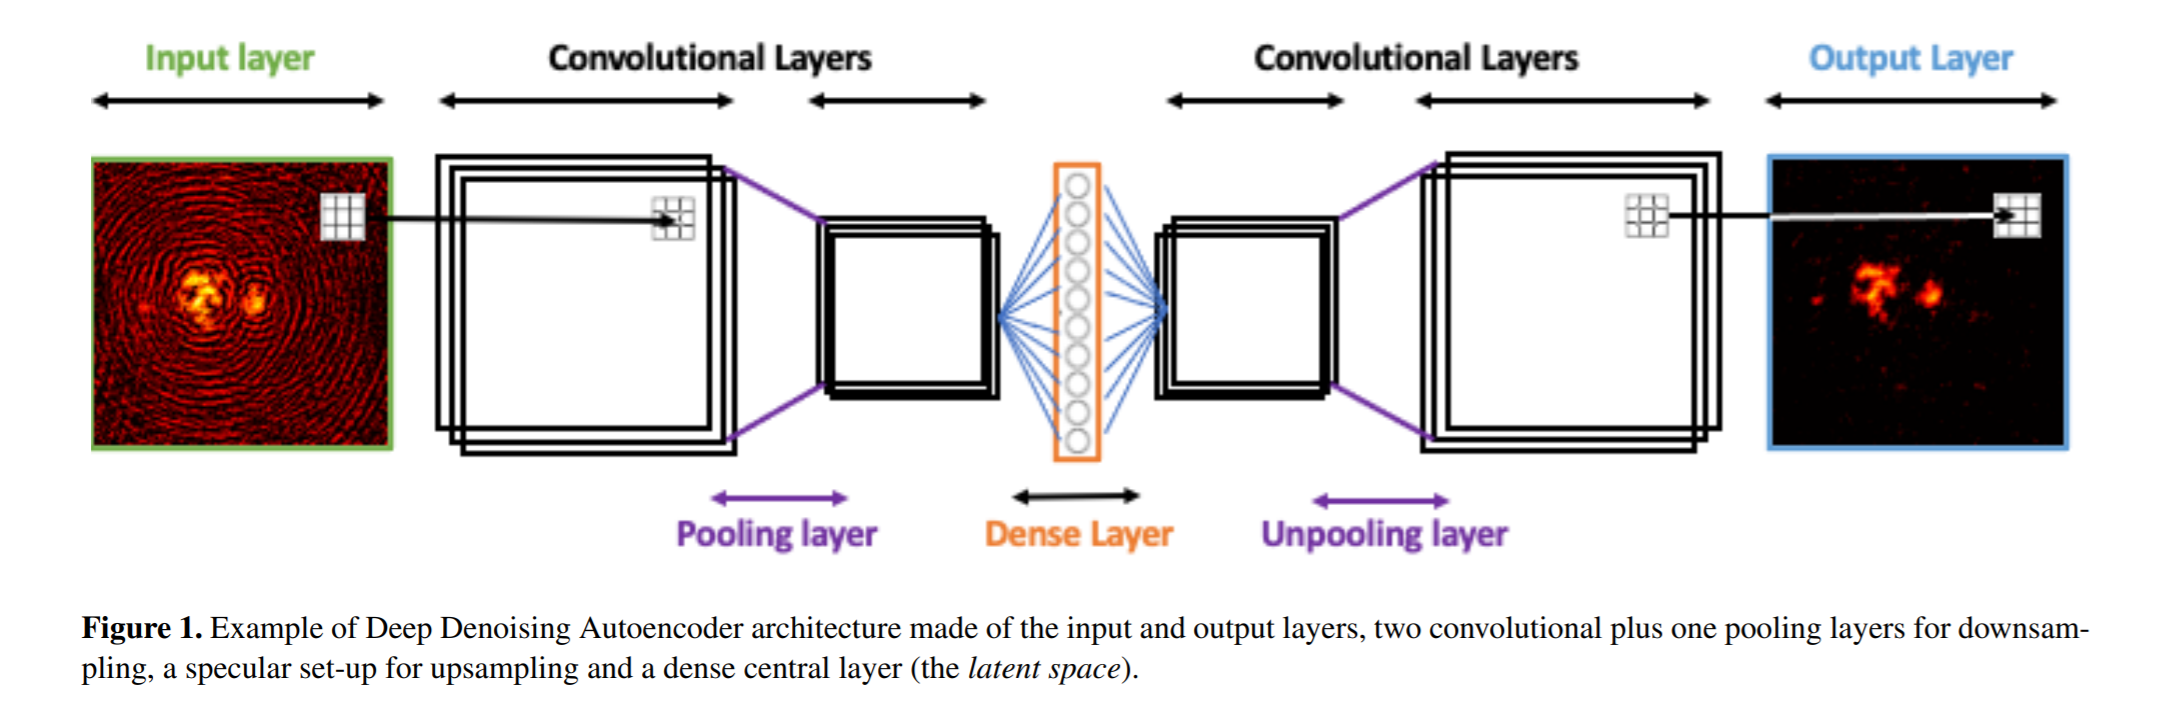 Input layer
Convolutional Layers
Convolutional Layers
Output Layer
Pooling layer
Dense Layer
Unpooling layer
Figure 1. Example of Deep Denoising Autoencoder architecture made of the input and output layers, two convolutional plus one pooling layers for downsam-
pling, a specular set-up for upsampling and a dense central layer (the latent space).